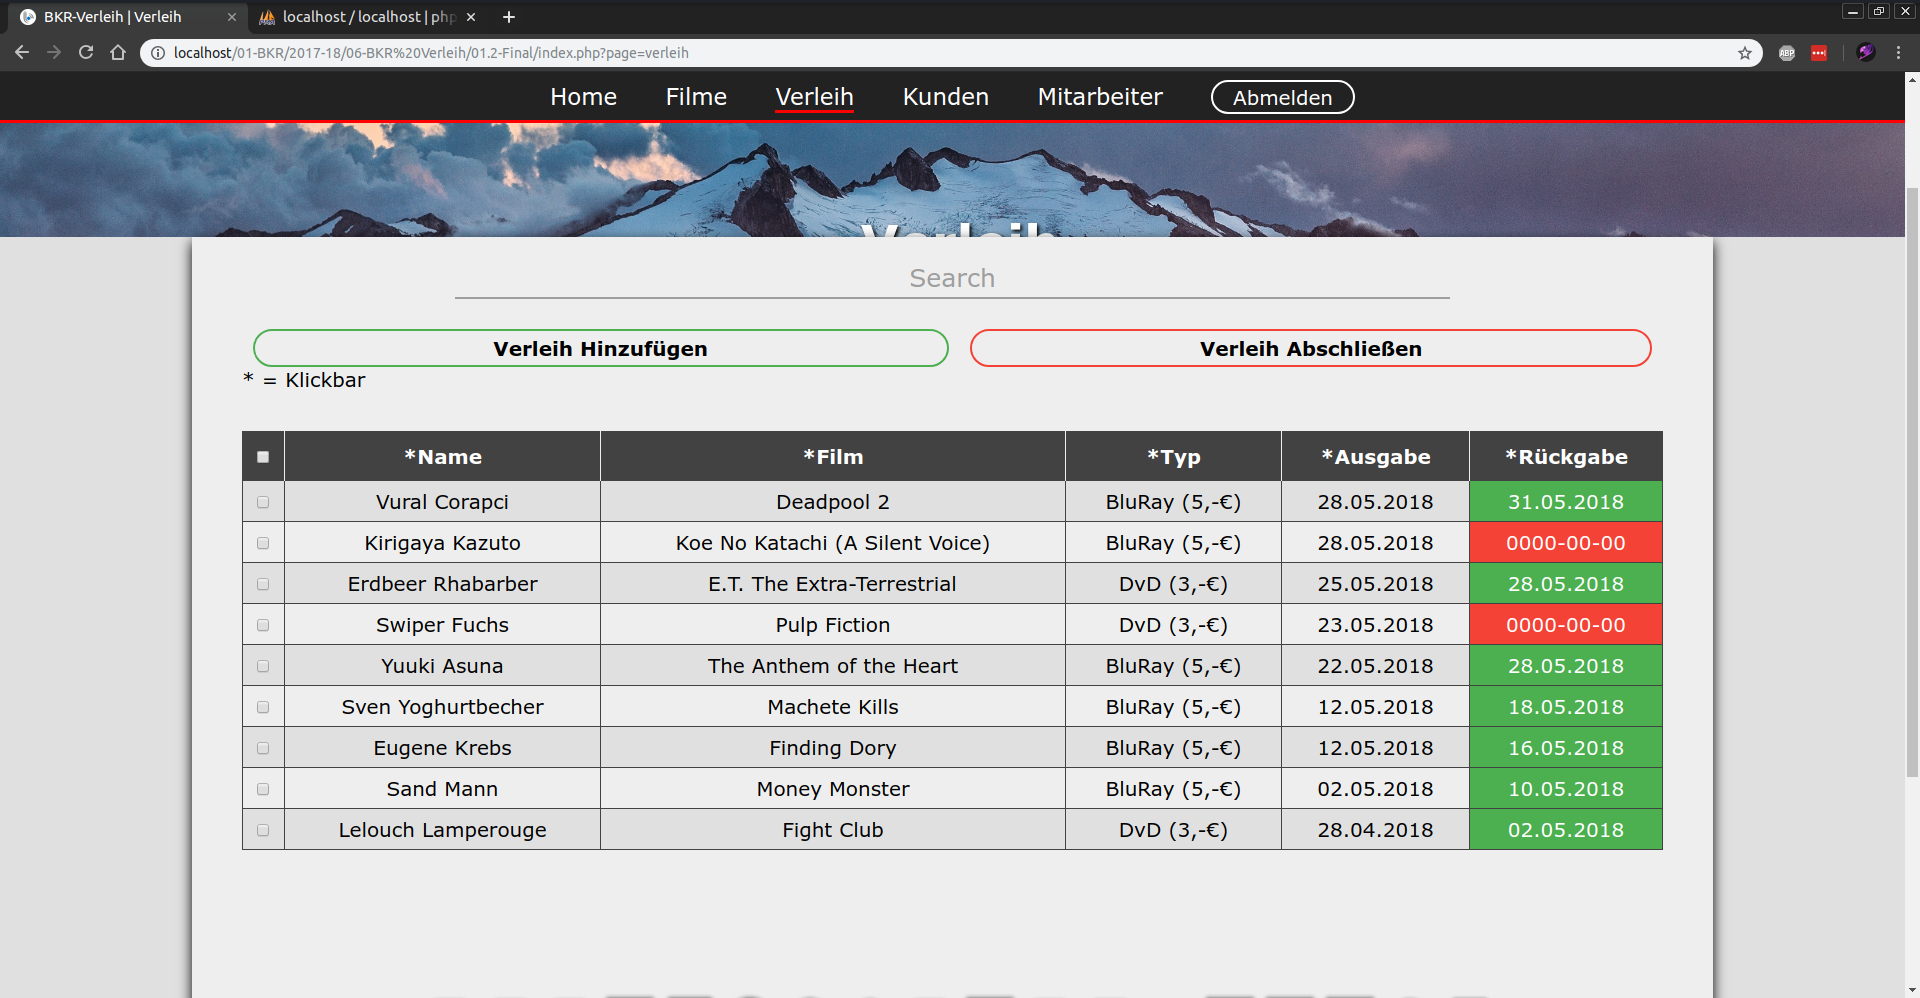 BKR-Verleih | Verleih
localhost / localhost | php
localhost/01-BKR/2017-18/06-BKR%20Verleih/01.2-Final/index.php?page=verleih
ABP
Home Filme Verleih Kunden Mitarbeiter Abmelden
Verleih
Search
Verleih Hinzufügen Verleih Abschließen
* = Klickbar
*Name *Film *Typ *Ausgabe *Rückgabe
Vural Corapci Deadpool 2 BluRay (5,-€) 28.05.2018 31.05.2018
Kirigaya Kazuto Koe No Katachi (A Silent Voice) BluRay (5,-€) 28.05.2018 0000-00-00
Erdbeer Rhabarber E.T. The Extra-Terrestrial DvD (3,-€) 25.05.2018 28.05.2018
Swiper Fuchs Pulp Fiction DvD (3,-€) 23.05.2018 0000-00-00
Yuuki Asuna The Anthem of the Heart BluRay (5,-€) 22.05.2018 28.05.2018
Sven Yoghurtbecher Machete Kills BluRay (5,-€) 12.05.2018 18.05.2018
Eugene Krebs Finding Dory BluRay (5,-€) 12.05.2018 16.05.2018
Sand Mann Money Monster BluRay (5,-€) 02.05.2018 10.05.2018
Lelouch Lamperouge Fight Club DvD (3,-€) 28.04.2018 02.05.2018